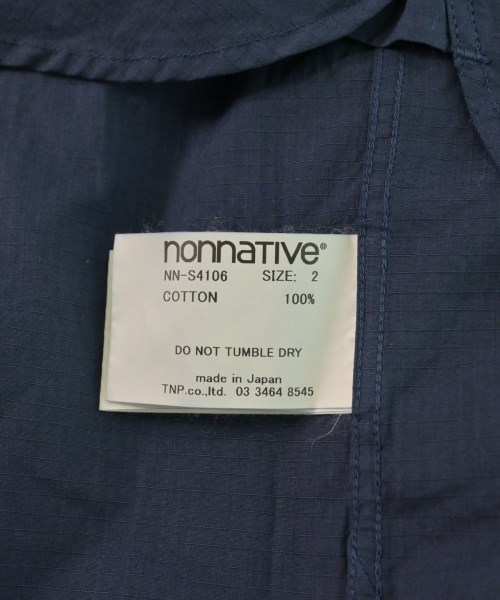 nonnative®
NN-S4106 SIZE: 2
COTTON 100%
DO NOT TUMBLE DRY
made in Japan
TNP.co,.ltd. 03 3464 8545